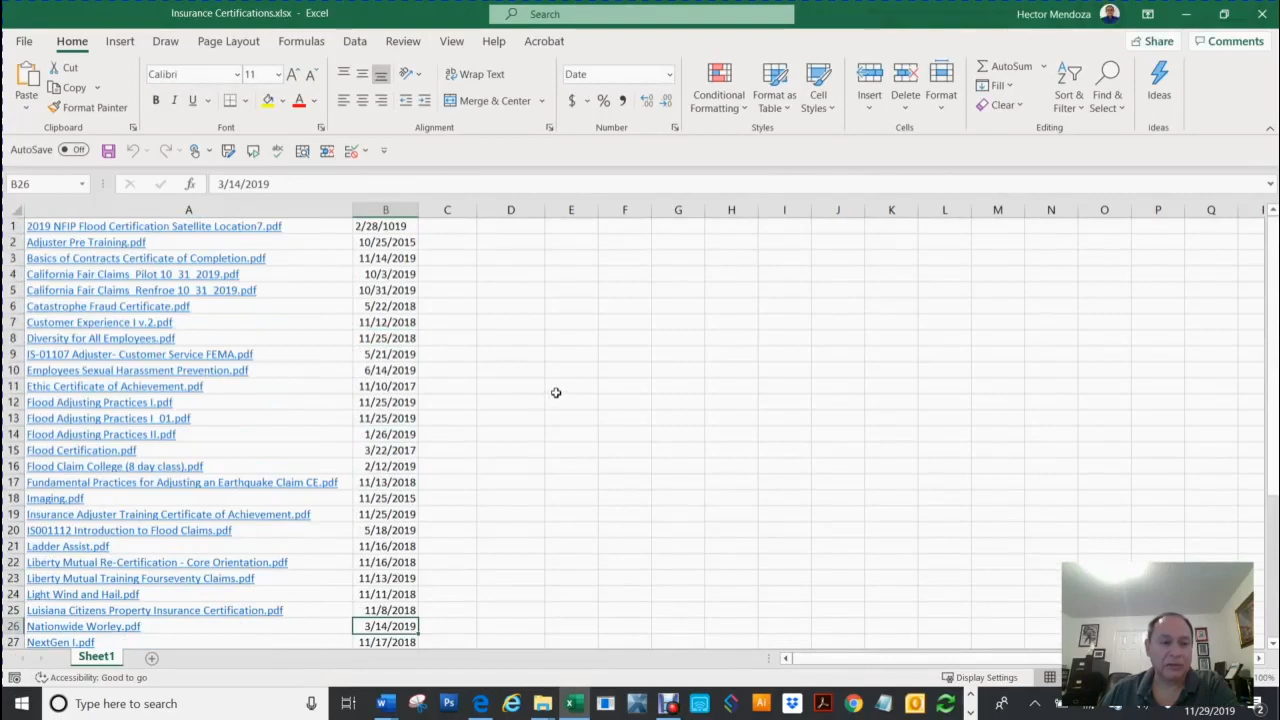 Insurance Certifications.xlsx - Excel
Search
Hector Mendoza
File Home Insert Draw Page Layout Formulas Data Review View Help Acrobat
Share Comments
Paste
Cut
Copy
Format Painter
Clipboard
Calibri 11
B I U
Font
Wrap Text
Merge & Center
Alignment
Date
$ % ,
Number
Conditional Formatting
Format as Table
Cell Styles
Styles
Insert
Delete
Format
Cells
AutoSum
Fill
Clear
Sort & Filter
Find & Select
Editing
Ideas
Ideas
AutoSave Off
B26 fx 3/14/2019
A B C D E F G H I J K L M N O P Q
1 2019 NFIP Flood Certification Satellite Location7.pdf 2/28/1019
2 Adjuster Pre Training.pdf 10/25/2015
3 Basics of Contracts Certificate of Completion.pdf 11/14/2019
4 California Fair Claims_Pilot 10_31_2019.pdf 10/3/2019
5 California Fair Claims_Renfroe 10_31_2019.pdf 10/31/2019
6 Catastrophe Fraud Certificate.pdf 5/22/2018
7 Customer Experience I v.2.pdf 11/12/2018
8 Diversity for All Employees.pdf 11/25/2018
9 IS-01107 Adjuster- Customer Service FEMA.pdf 5/21/2019
10 Employees Sexual Harassment Prevention.pdf 6/14/2019
11 Ethic Certificate of Achievement.pdf 11/10/2017
12 Flood Adjusting Practices I.pdf 11/25/2019
13 Flood Adjusting Practices I_01.pdf 11/25/2019
14 Flood Adjusting Practices II.pdf 1/26/2019
15 Flood Certification.pdf 3/22/2017
16 Flood Claim College (8 day class).pdf 2/12/2019
17 Fundamental Practices for Adjusting an Earthquake Claim CE.pdf 11/13/2018
18 Imaging.pdf 11/25/2015
19 Insurance Adjuster Training Certificate of Achievement.pdf 11/25/2019
20 IS001112 Introduction to Flood Claims.pdf 5/18/2019
21 Ladder Assist.pdf 11/16/2018
22 Liberty Mutual Re-Certification - Core Orientation.pdf 11/16/2018
23 Liberty Mutual Training Fourseventy Claims.pdf 11/13/2019
24 Light Wind and Hail.pdf 11/11/2018
25 Luisiana Citizens Property Insurance Certification.pdf 11/8/2018
26 Nationwide Worley.pdf 3/14/2019
27 NextGen I.pdf 11/17/2018
Sheet1
Accessibility: Good to go
Display Settings
100%
Type here to search
11/29/2019
2